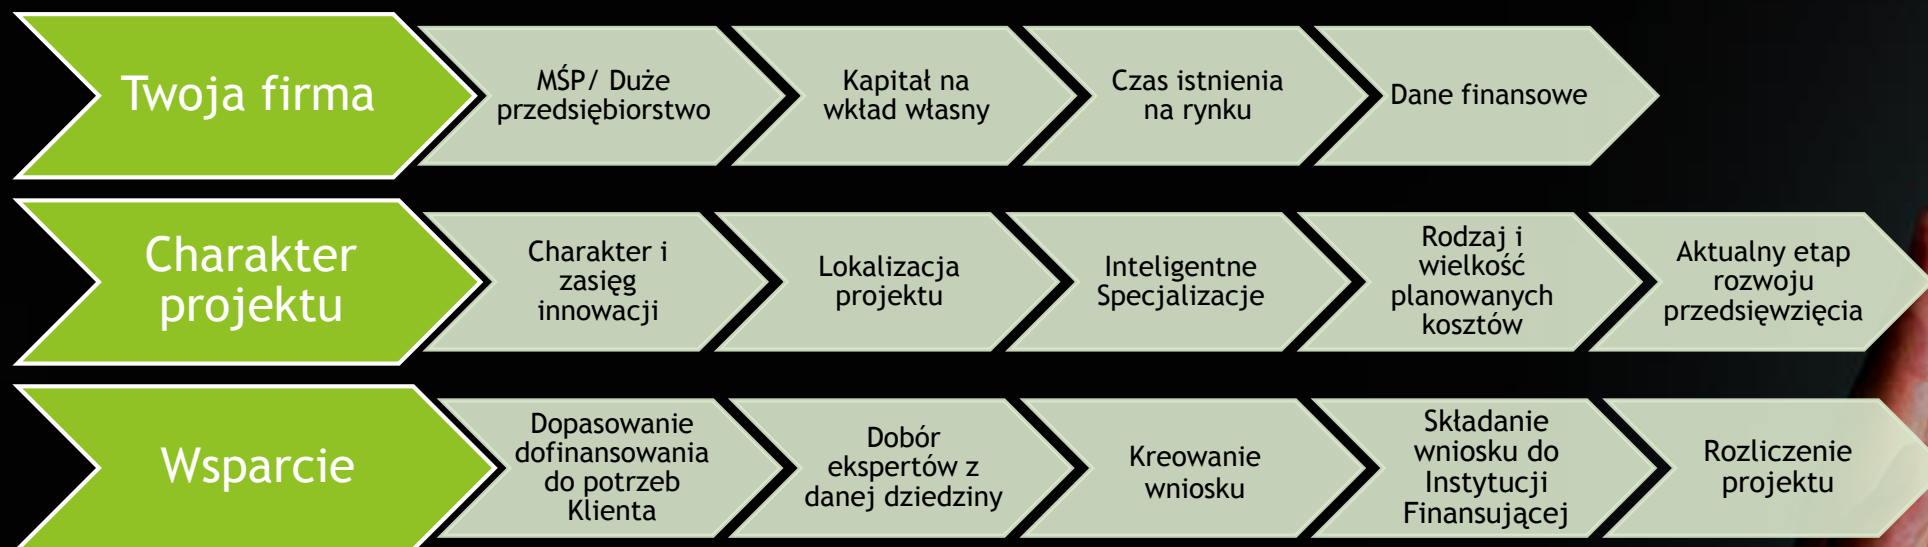 Twoja firma
MŚP/ Duże
przedsiębiorstwo
Kapitał na
wkład własny
Czas istnienia
na rynku
Dane finansowe
Charakter
projektu
Charakter i
zasięg
innowacji
Lokalizacja
projektu
Inteligentne
Specjalizacje
Rodzaj i
wielkość
planowanych
kosztów
Aktualny etap
rozwoju
przedsięwzięcia
Wsparcie
Dopasowanie
dofinansowania
do potrzeb
Klienta
Dobór
ekspertów z
danej dziedziny
Kreowanie
wniosku
Składanie
wniosku do
Instytucji
Finansującej
Rozliczenie
projektu